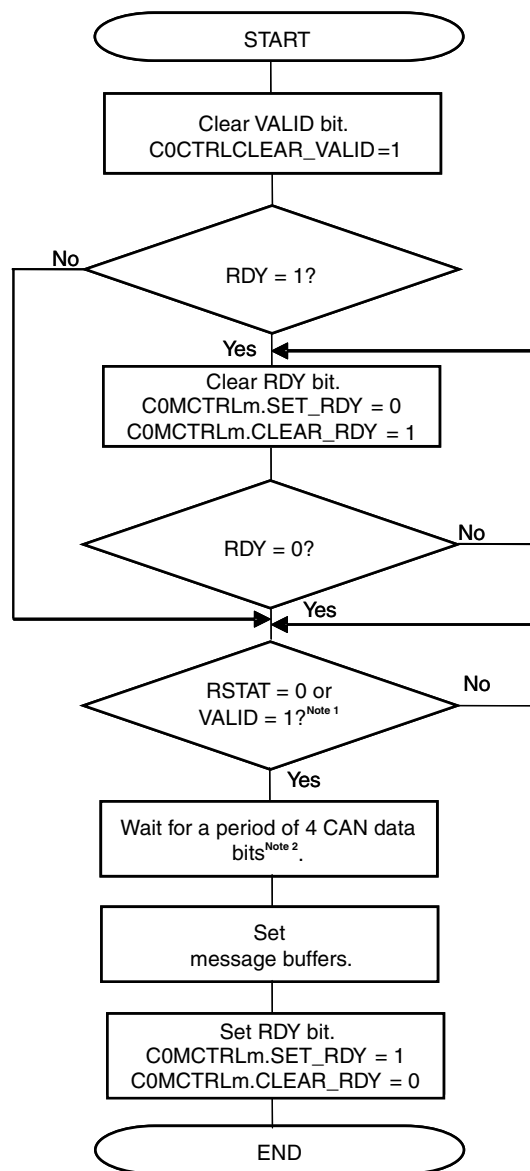 START
Clear VALID bit.
C0CTRLCLEAR_VALID=1
No
RDY = 1?
Yes
Clear RDY bit.
C0MCTRLm.SET_RDY = 0
C0MCTRLm.CLEAR_RDY = 1
No
RDY = 0?
Yes
RSTAT = 0 or
VALID = 1?Note 1
No
Yes
Wait for a period of 4 CAN data
bitsNote 2.
Set
message buffers.
Set RDY bit.
C0MCTRLm.SET_RDY = 1
C0MCTRLm.CLEAR_RDY = 0
END